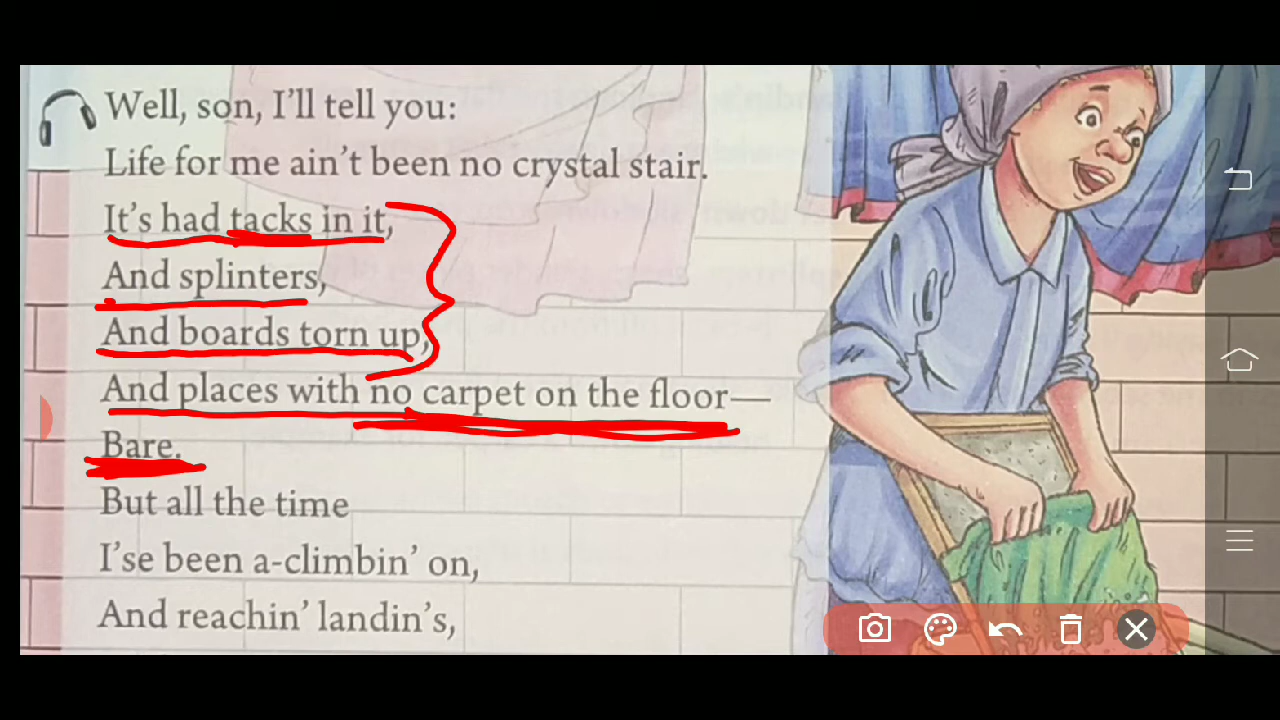 Well, son, I'll tell you:
Life for me ain't been no crystal stair.
It's had tacks in it,
And splinters,
And boards torn up,
And places with no carpet on the floor—
Bare.
But all the time
I'se been a-climbin' on,
And reachin' landin's,